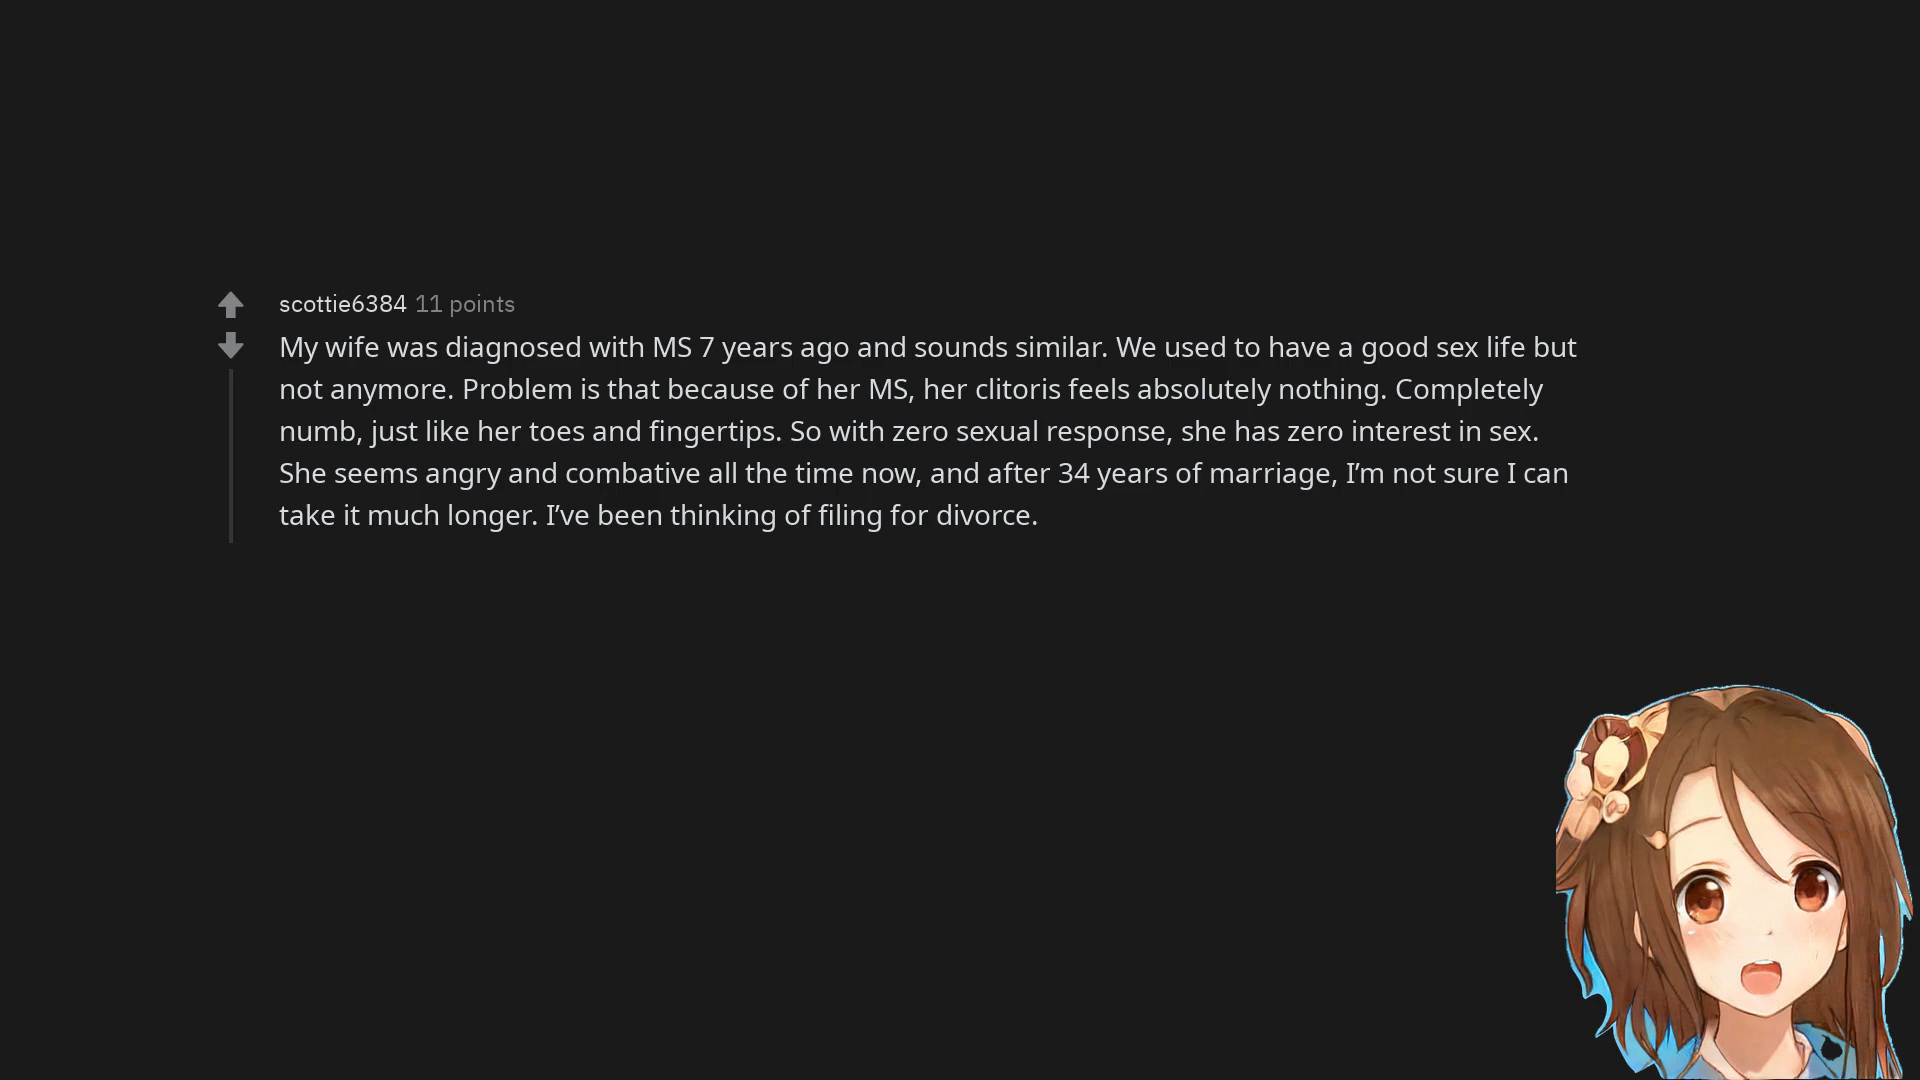 scottie6384 11 points
My wife was diagnosed with MS 7 years ago and sounds similar. We used to have a good sex life but
not anymore. Problem is that because of her MS, her clitoris feels absolutely nothing. Completely
numb, just like her toes and fingertips. So with zero sexual response, she has zero interest in sex.
She seems angry and combative all the time now, and after 34 years of marriage, I’m not sure I can
take it much longer. I’ve been thinking of filing for divorce.